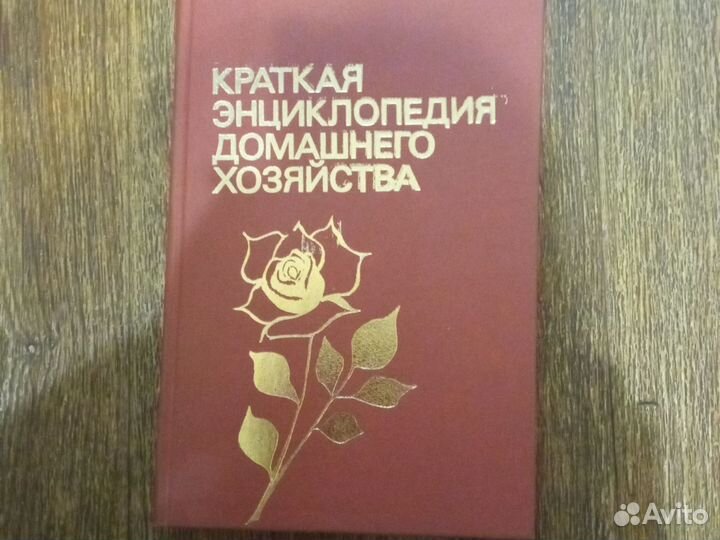 КРАТКАЯ
ЭНЦИКЛОПЕДИЯ
ДОМАШНЕГО
ХОЗЯЙСТВА
Avito